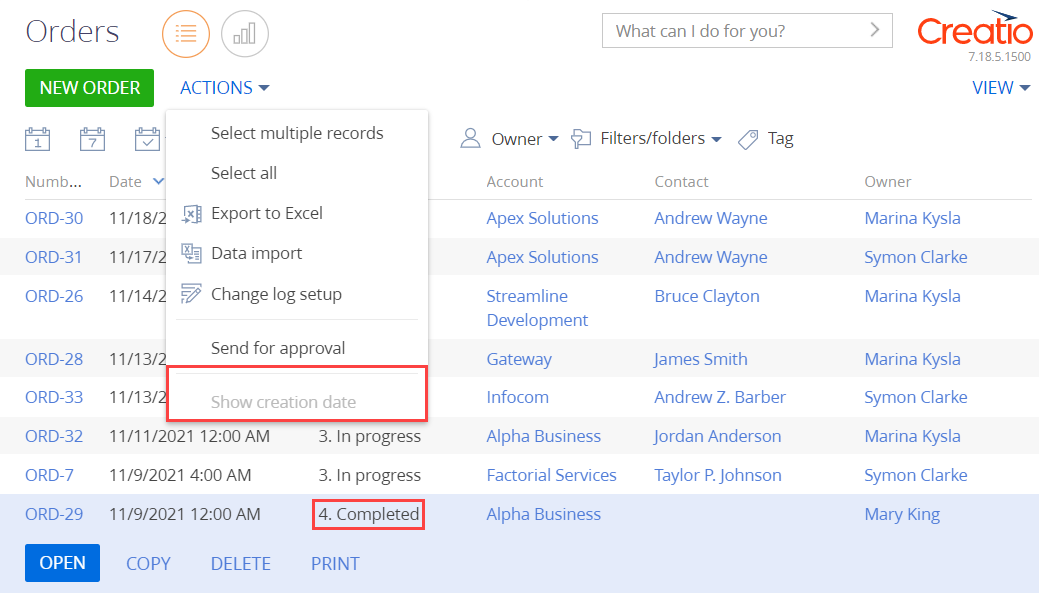 Orders
What can I do for you?
Creatio
7.18.5.1500
NEW ORDER ACTIONS VIEW
1 7 Owner Filters/folders Tag
Select multiple records
Select all
Export to Excel
Data import
Change log setup
Send for approval
Show creation date
Numb... Date Account Contact Owner
ORD-30 11/18/2 Apex Solutions Andrew Wayne Marina Kysla
ORD-31 11/17/2 Apex Solutions Andrew Wayne Symon Clarke
ORD-26 11/14/2 Streamline Bruce Clayton Marina Kysla
Development
ORD-28 11/13/2 Gateway James Smith Marina Kysla
ORD-33 11/13/2 Infocom Andrew Z. Barber Symon Clarke
ORD-32 11/11/2021 12:00 AM 3. In progress Alpha Business Jordan Anderson Marina Kysla
ORD-7 11/9/2021 4:00 AM 3. In progress Factorial Services Taylor P. Johnson Symon Clarke
ORD-29 11/9/2021 12:00 AM 4. Completed Alpha Business Mary King
OPEN COPY DELETE PRINT